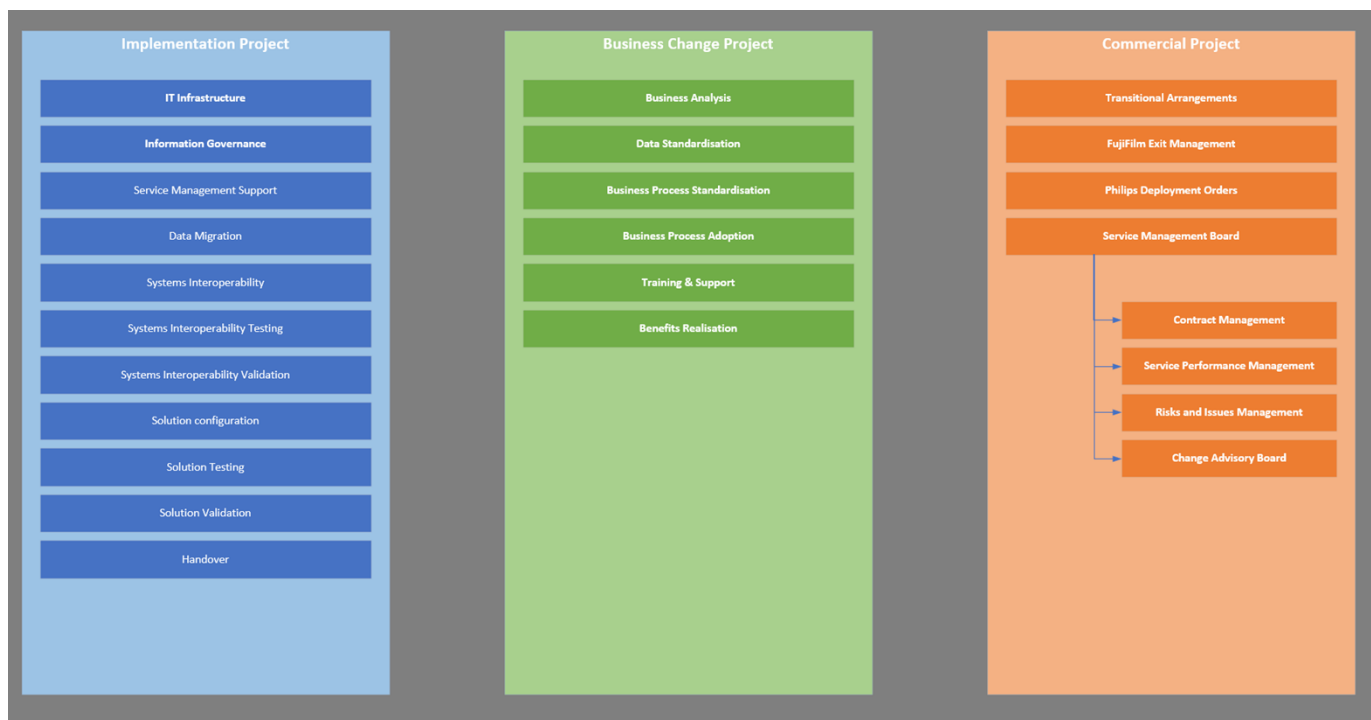 Implementation Project
IT Infrastructure
Information Governance
Service Management Support
Data Migration
Systems Interoperability
Systems Interoperability Testing
Systems Interoperability Validation
Solution configuration
Solution Testing
Solution Validation
Handover
Business Change Project
Business Analysis
Data Standardisation
Business Process Standardisation
Business Process Adoption
Training & Support
Benefits Realisation
Commercial Project
Transitional Arrangements
FujiFilm Exit Management
Philips Deployment Orders
Service Management Board
Contract Management
Service Performance Management
Risks and Issues Management
Change Advisory Board